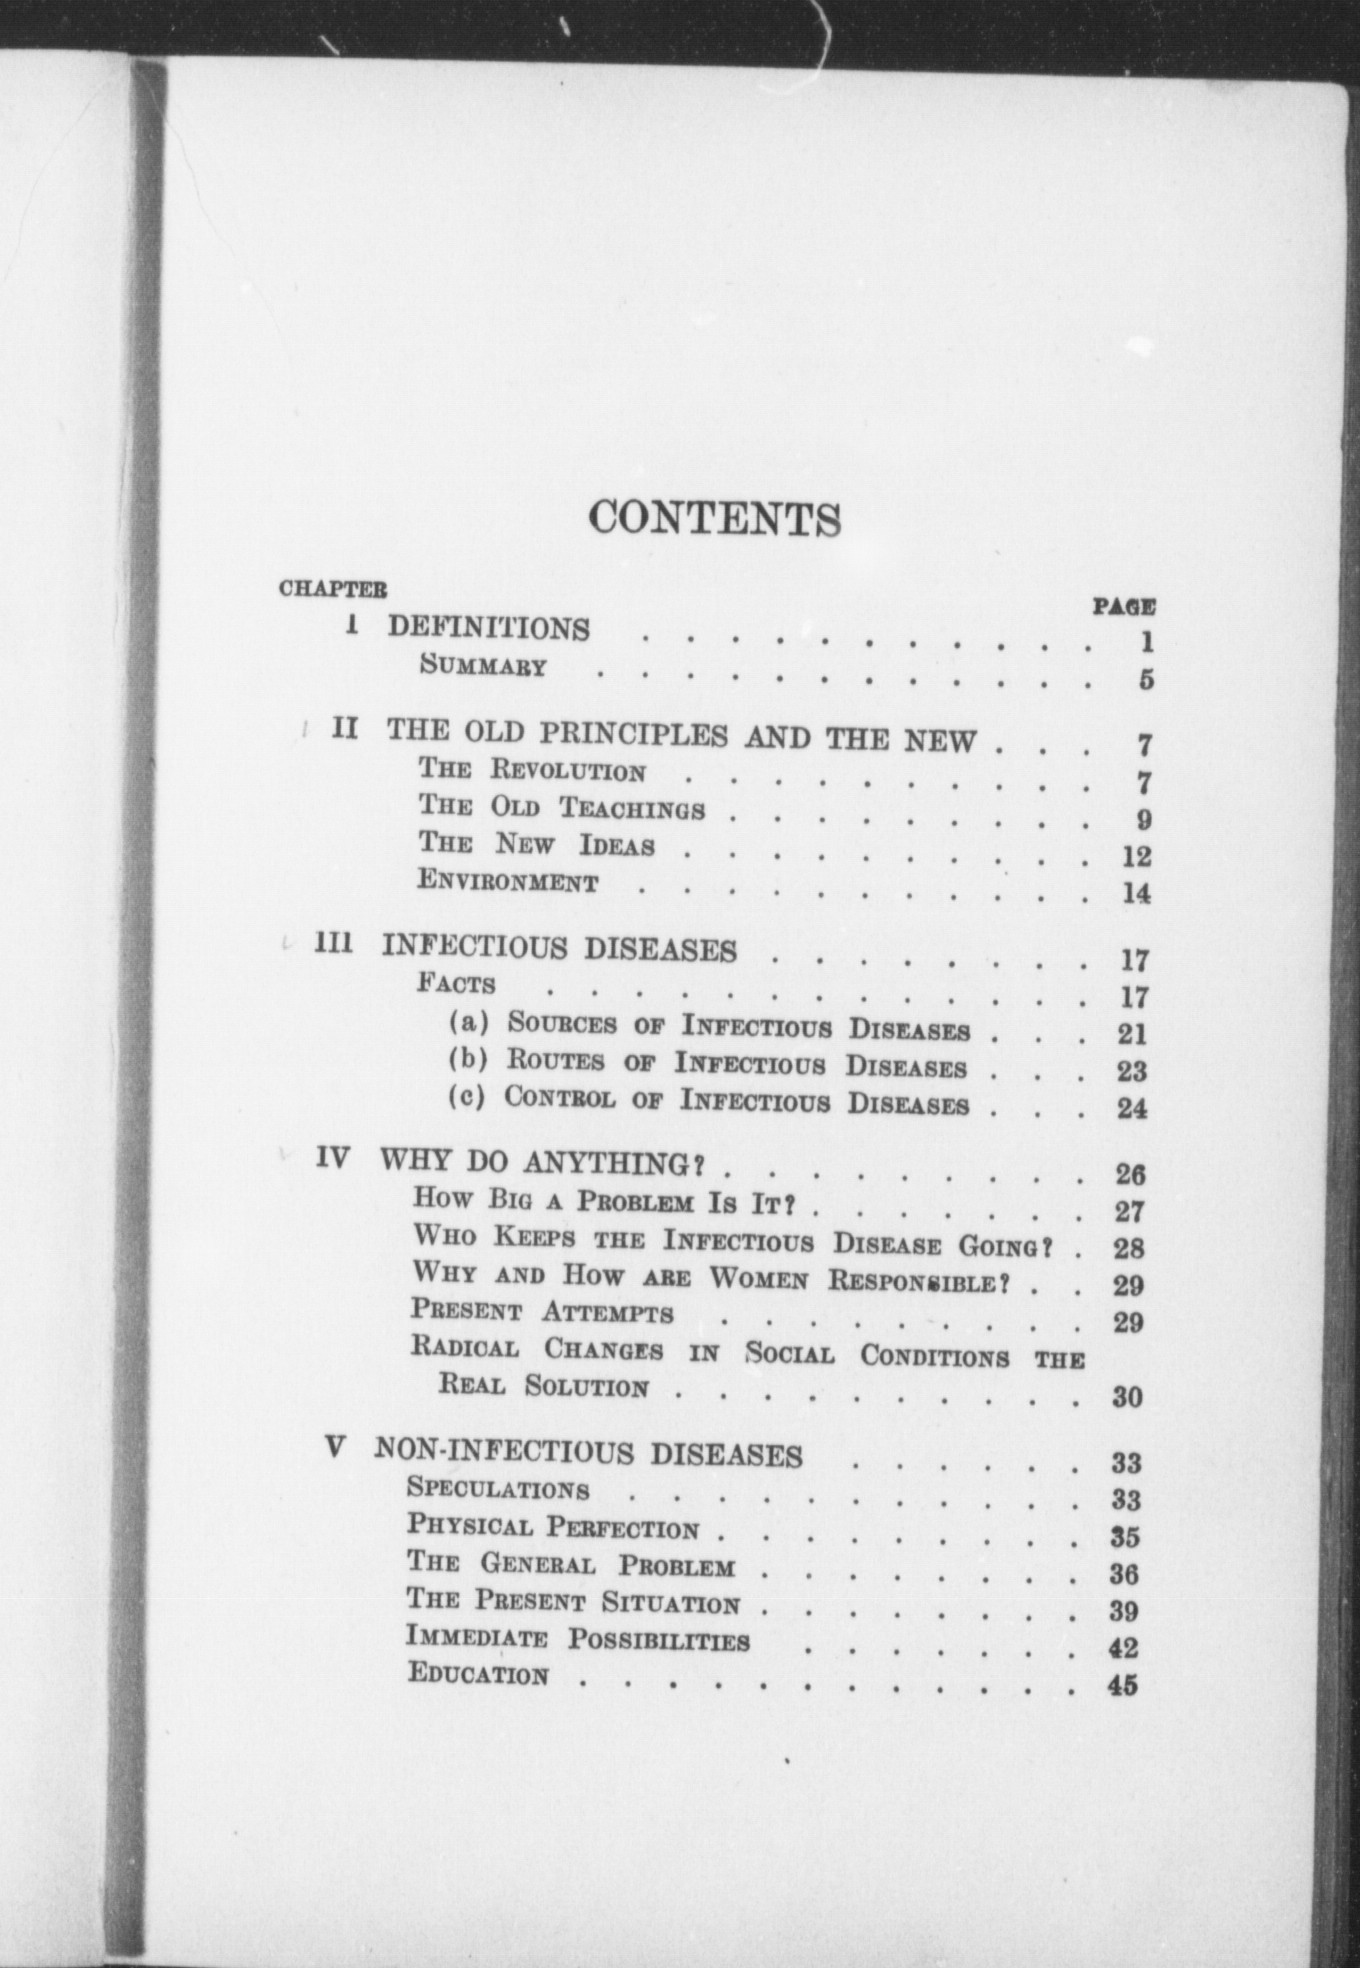 CONTENTS
CHAPTER PAGE
I DEFINITIONS . . . . . . . . . . . 1
SUMMARY . . . . . . . . . . . . 5
II THE OLD PRINCIPLES AND THE NEW . . . 7
THE REVOLUTION . . . . . . . . . . 7
THE OLD TEACHINGS . . . . . . . . . 9
THE NEW IDEAS . . . . . . . . . . 12
ENVIRONMENT . . . . . . . . . . . 14
III INFECTIOUS DISEASES . . . . . . . . 17
FACTS . . . . . . . . . . . . . 17
(a) SOURCES OF INFECTIOUS DISEASES . . . 21
(b) ROUTES OF INFECTIOUS DISEASES . . . 23
(c) CONTROL OF INFECTIOUS DISEASES . . . 24
IV WHY DO ANYTHING? . . . . . . . . . 26
HOW BIG A PROBLEM IS IT? . . . . . . . 27
WHO KEEPS THE INFECTIOUS DISEASE GOING? . 28
WHY AND HOW ARE WOMEN RESPONSIBLE? . . 29
PRESENT ATTEMPTS . . . . . . . . . 29
RADICAL CHANGES IN SOCIAL CONDITIONS THE
REAL SOLUTION . . . . . . . . . . 30
V NON-INFECTIOUS DISEASES . . . . . . 33
SPECULATIONS . . . . . . . . . . . 33
PHYSICAL PERFECTION . . . . . . . . . 35
THE GENERAL PROBLEM . . . . . . . . 36
THE PRESENT SITUATION . . . . . . . . 39
IMMEDIATE POSSIBILITIES . . . . . . . 42
EDUCATION . . . . . . . . . . . . 45